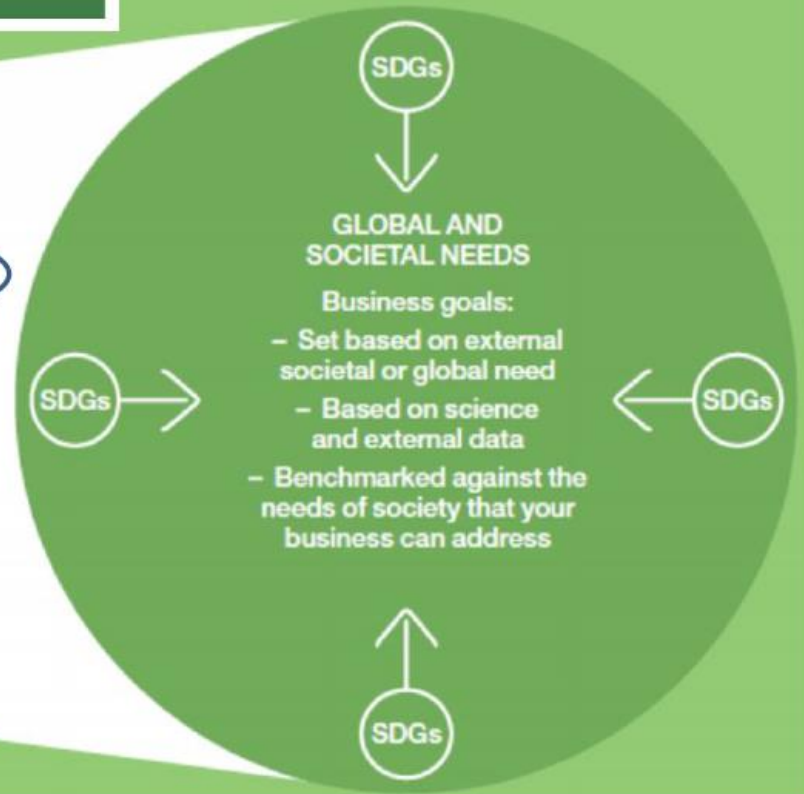 SDGs
GLOBAL AND
SOCIETAL NEEDS
Business goals:
– Set based on external
societal or global need
SDGs
SDGs
– Based on science
and external data
– Benchmarked against the
needs of society that your
business can address
SDGs